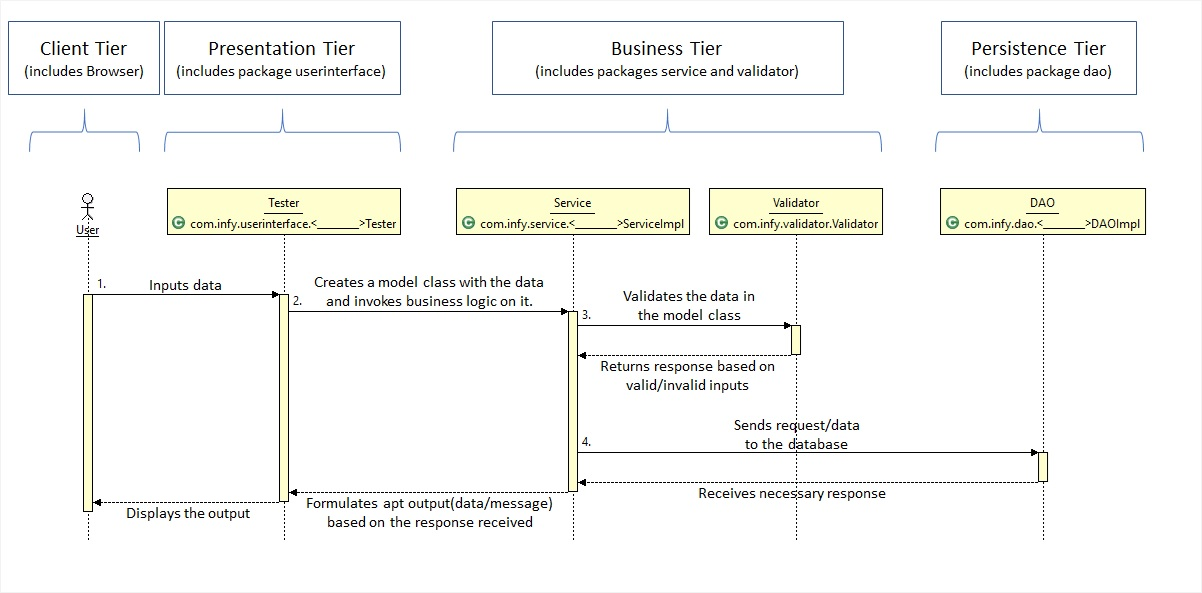 Client Tier
(includes Browser)
Presentation Tier
(includes package userinterface)
Business Tier
(includes packages service and validator)
Persistence Tier
(includes package dao)
User
Tester
C com.infy.userinterface.<______>Tester
Service
C com.infy.service.<______>ServiceImpl
Validator
C com.infy.validator.Validator
DAO
C com.infy.dao.<______>DAOImpl
1.
Inputs data
2.
Creates a model class with the data
and invokes business logic on it.
3.
Validates the data in
the model class
Returns response based on
valid/invalid inputs
4.
Sends request/data
to the database
Receives necessary response
Formulates apt output(data/message)
based on the response received
Displays the output